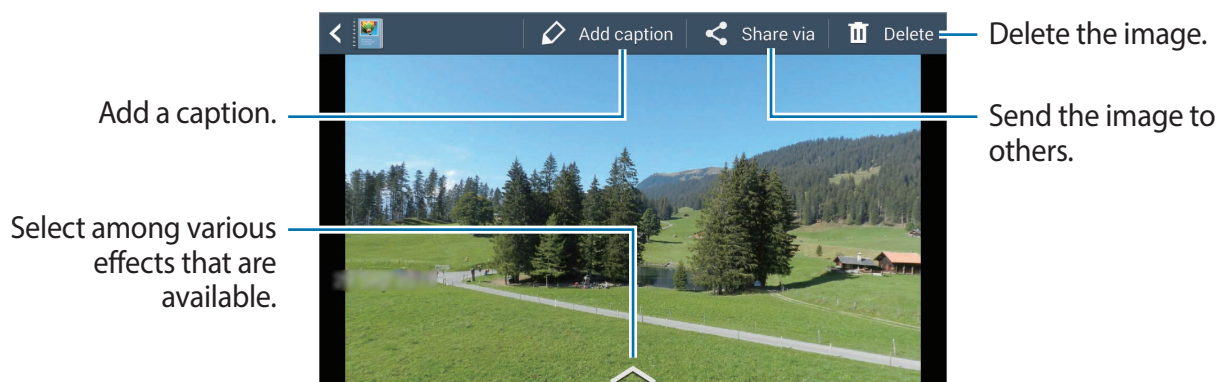 Add caption
Share via
Delete
Delete the image.
Add a caption.
Send the image to
others.
Select among various
effects that are
available.